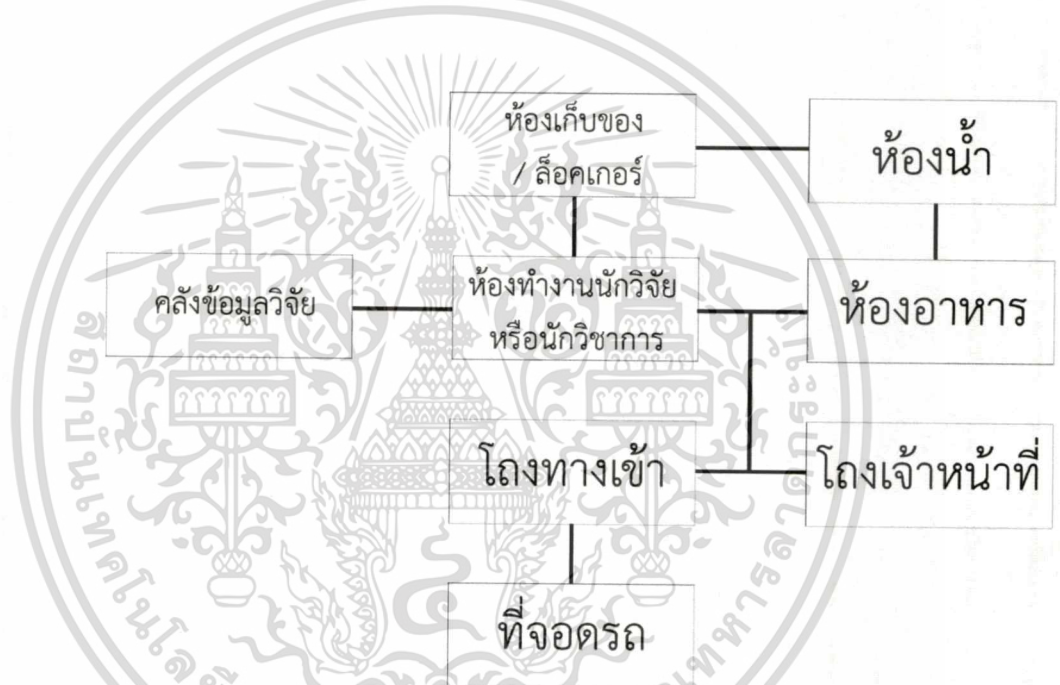 ห้องเก็บของ
/ ล็อคเกอร์
ห้องน้ำ
คลังข้อมูลวิจัย
ห้องทำงานนักวิจัย
หรือนักวิชาการ
ห้องอาหาร
โถงทางเข้า
โถงเจ้าหน้าที่
ที่จอดรถ